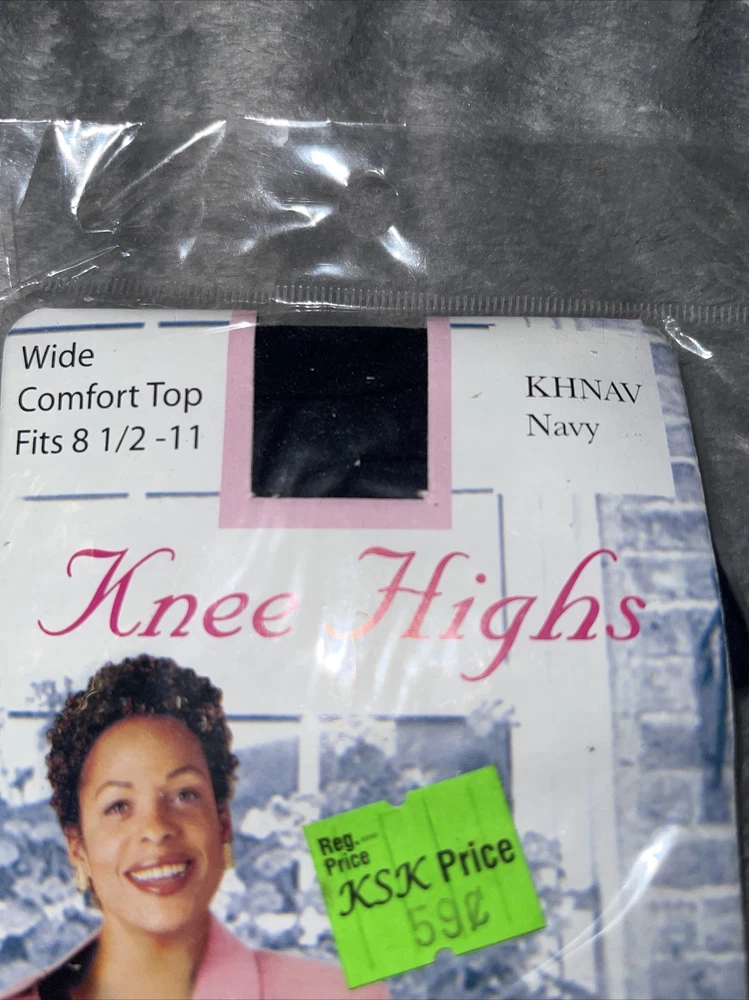 Wide
Comfort Top
Fits 8 1/2 -11
KHNAV
Navy
Knee Highs
Reg.
Price
KSK Price
59¢